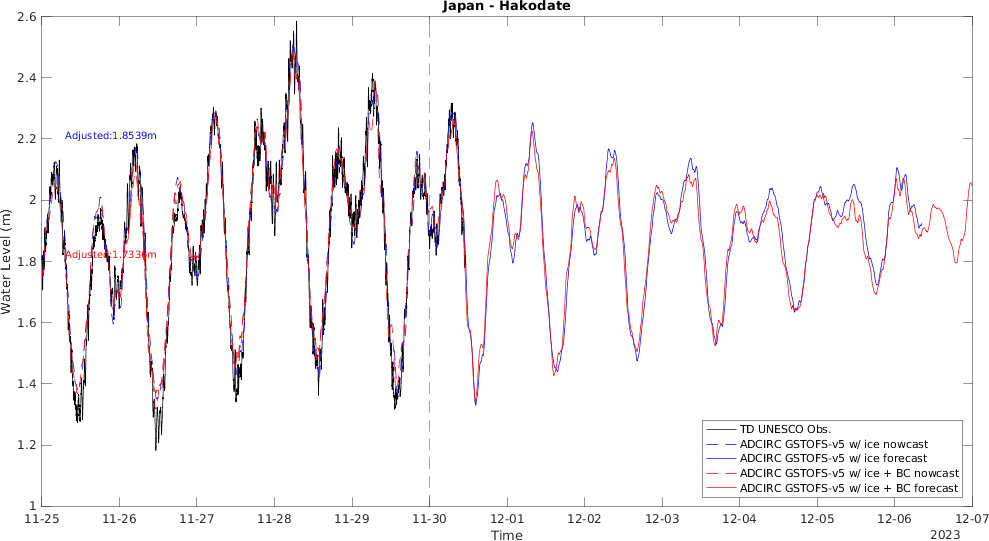 Japan - Hakodate
2.6
2.4
2.2
2
1.8
1.6
1.4
1.2
1
Water Level (m)
Adjusted:1.8539m
Adjusted:1.7336m
TD UNESCO Obs.
ADCIRC GSTOFS-v5 w/ ice nowcast
ADCIRC GSTOFS-v5 w/ ice forecast
ADCIRC GSTOFS-v5 w/ ice + BC nowcast
ADCIRC GSTOFS-v5 w/ ice + BC forecast
11-25 11-26 11-27 11-28 11-29 11-30 12-01 12-02 12-03 12-04 12-05 12-06 12-07
Time
2023